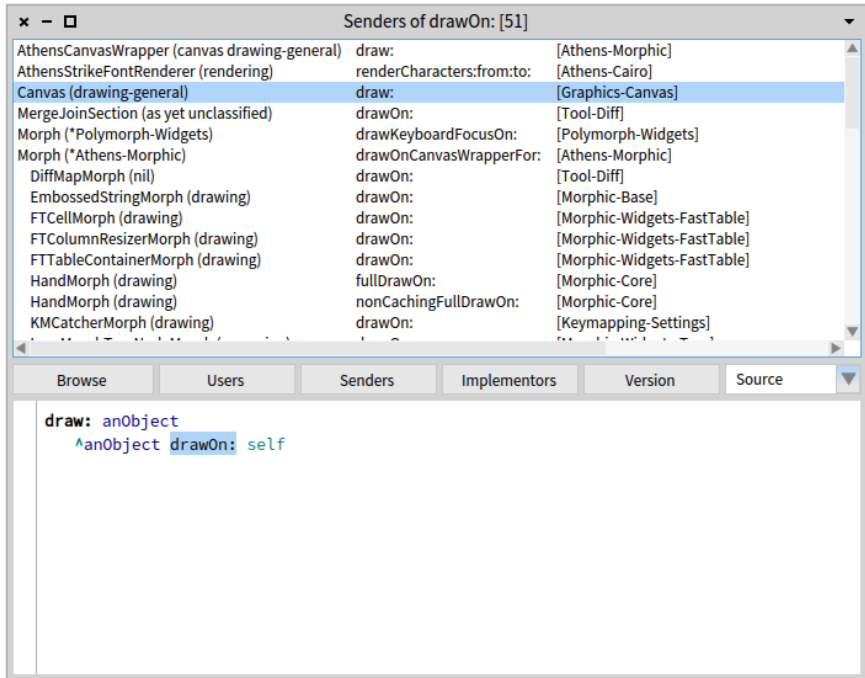 Senders of drawOn: [51]
AthensCanvasWrapper (canvas drawing-general) draw: [Athens-Morphic]
AthensStrikeFontRenderer (rendering) renderCharacters:from:to: [Athens-Cairo]
Canvas (drawing-general) draw: [Graphics-Canvas]
MergeJoinSection (as yet unclassified) drawOn: [Tool-Diff]
Morph (*Polymorph-Widgets) drawKeyboardFocusOn: [Polymorph-Widgets]
Morph (*Athens-Morphic) drawOnCanvasWrapperFor: [Athens-Morphic]
DiffMapMorph (nil) drawOn: [Tool-Diff]
EmbossedStringMorph (drawing) drawOn: [Morphic-Base]
FTCellMorph (drawing) drawOn: [Morphic-Widgets-FastTable]
FTColumnResizerMorph (drawing) drawOn: [Morphic-Widgets-FastTable]
FTTableContainerMorph (drawing) drawOn: [Morphic-Widgets-FastTable]
HandMorph (drawing) fullDrawOn: [Morphic-Core]
HandMorph (drawing) nonCachingFullDrawOn: [Morphic-Core]
KMCatcherMorph (drawing) drawOn: [Keymapping-Settings]
Browse Users Senders Implementors Version Source
draw: anObject
^anObject drawOn: self